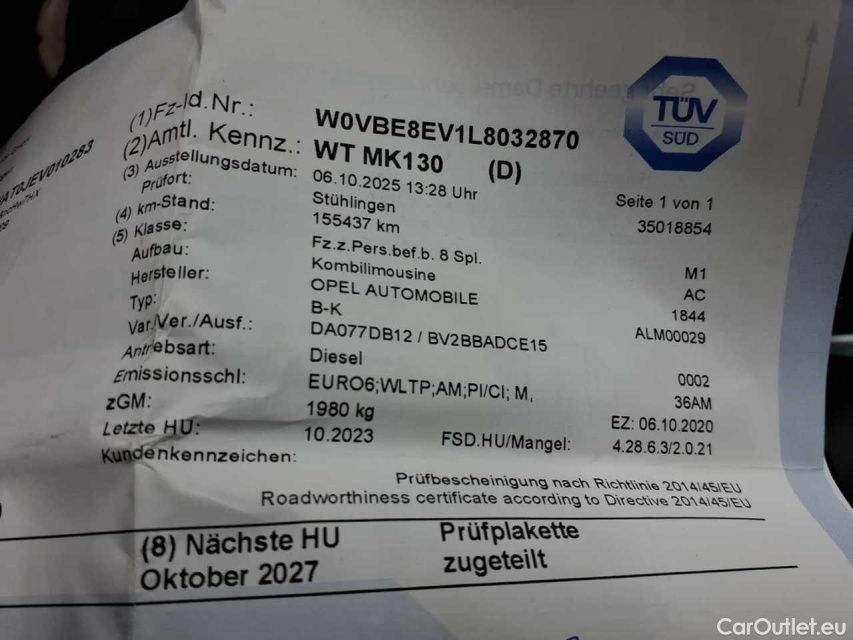 TÜV
SÜD
(1)Fz-Id.Nr.: W0VBE8EV1L8032870
(2)Amtl. Kennz.: WT MK130 (D)
(3) Ausstellungsdatum: 06.10.2025 13:28 Uhr Seite 1 von 1
Prüfort: Stühlingen 35018854
(4) km-Stand: 155437 km
(5) Klasse: Fz.z.Pers.bef.b. 8 Spl. M1
Aufbau: Kombilimousine AC
Hersteller: OPEL AUTOMOBILE 1844
Typ: B-K ALM00029
Var./Ver./Ausf.: DA077DB12 / BV2BBADCE15
Antriebsart: Diesel 0002
Emissionsschl: EURO6;WLTP;AM;PI/CI; M, 36AM
zGM: 1980 kg EZ: 06.10.2020
Letzte HU: 10.2023 FSD.HU/Mangel: 4.28.6.3/2.0.21
Kundenkennzeichen:
Prüfbescheinigung nach Richtlinie 2014/45/EU
Roadworthiness certificate according to Directive 2014/45/EU
(8) Nächste HU Prüfplakette
Oktober 2027 zugeteilt
CarOutlet.eu